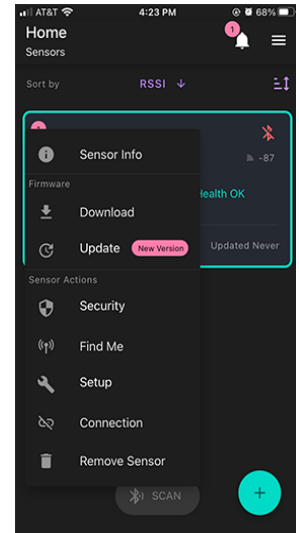 AT&T 4:23 PM 68%
Home
1
Sensors
Sort by RSSI
Sensor Info
-87
Firmware
Health OK
Download
Update New Version
Updated Never
Sensor Actions
Security
Find Me
Setup
Connection
Remove Sensor
SCAN
+